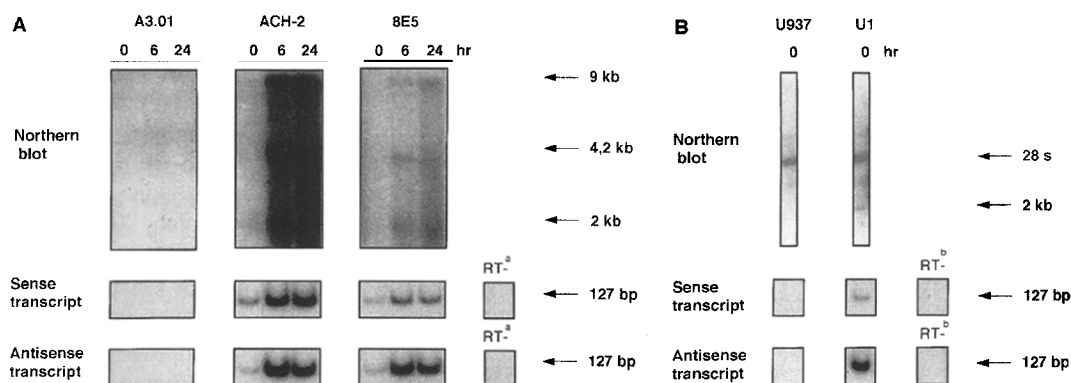 A
A3.01 ACH-2 8E5
0 6 24 0 6 24 0 6 24 hr
Northern
blot
9 kb
4,2 kb
2 kb
RT-a
Sense
transcript
127 bp
RT-a
Antisense
transcript
127 bp
B
U937 U1
0 0 hr
Northern
blot
28 s
2 kb
RT-b
Sense
transcript
127 bp
RT-b
Antisense
transcript
127 bp